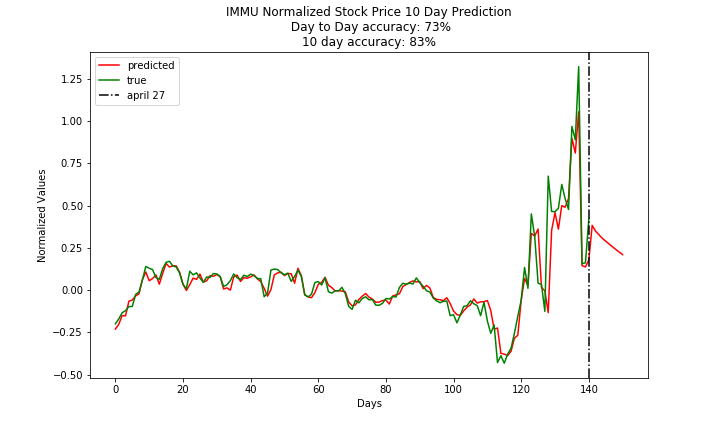 IMMU Normalized Stock Price 10 Day Prediction
Day to Day accuracy: 73%
10 day accuracy: 83%
predicted
true
april 27
Normalized Values
1.25
1.00
0.75
0.50
0.25
0.00
−0.25
−0.50
0 20 40 60 80 100 120 140
Days